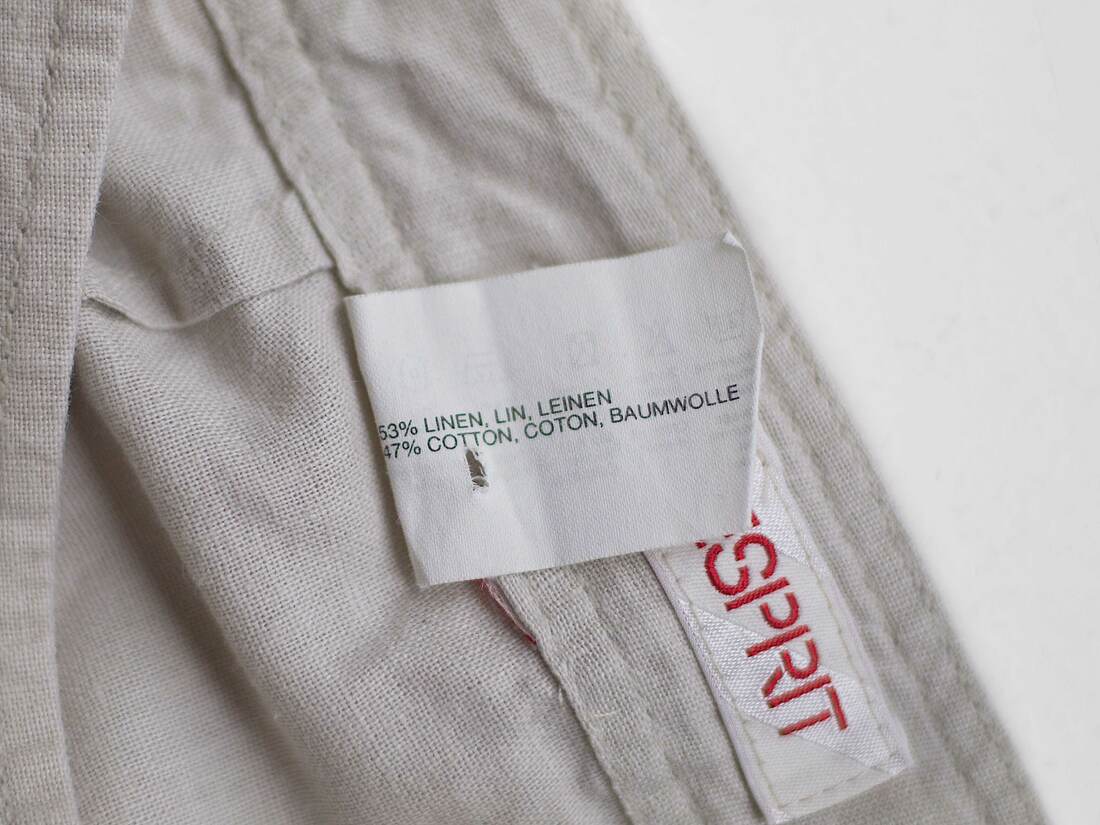 53% LINEN, LIN, LEINEN
47% COTTON, COTON, BAUMWOLLE
ESPRIT